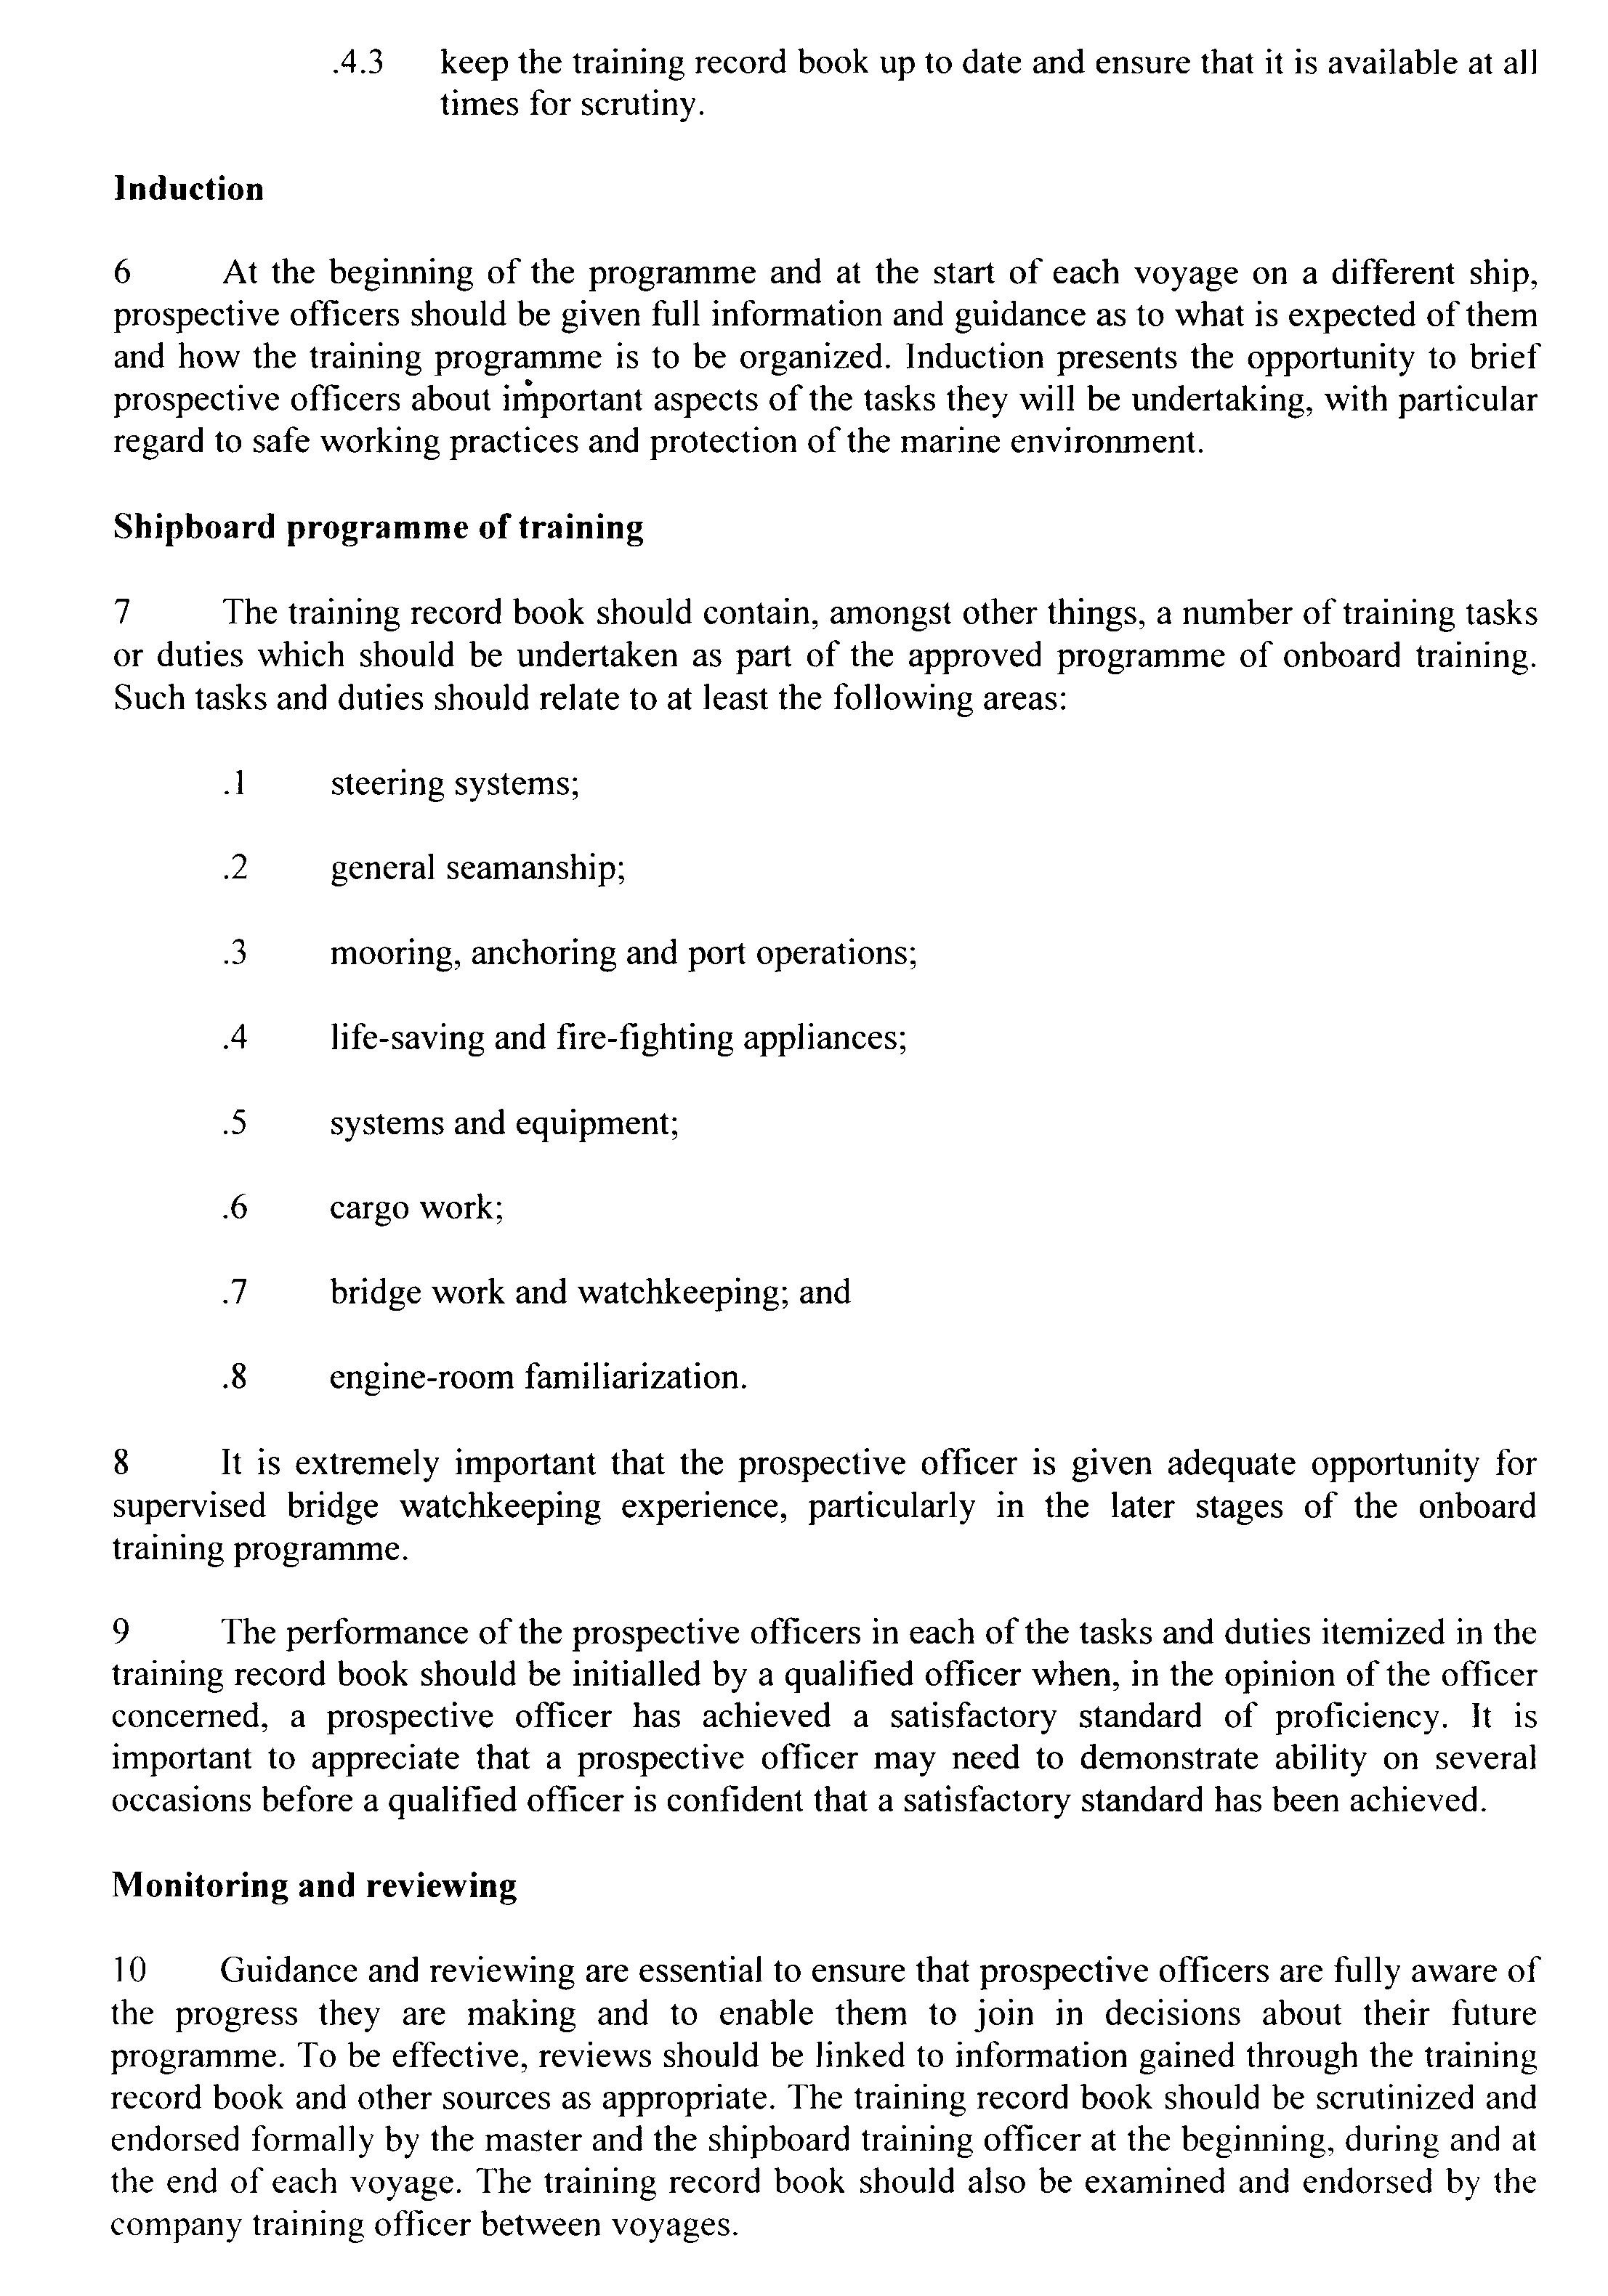 .4.3 keep the training record book up to date and ensure that it is available at all
times for scrutiny.
Induction
6 At the beginning of the programme and at the start of each voyage on a different ship,
prospective officers should be given full information and guidance as to what is expected of them
and how the training programme is to be organized. Induction presents the opportunity to brief
prospective officers about important aspects of the tasks they will be undertaking, with particular
regard to safe working practices and protection of the marine environment.
Shipboard programme of training
7 The training record book should contain, amongst other things, a number of training tasks
or duties which should be undertaken as part of the approved programme of onboard training.
Such tasks and duties should relate to at least the following areas:
.1 steering systems;
.2 general seamanship;
.3 mooring, anchoring and port operations;
.4 life-saving and fire-fighting appliances;
.5 systems and equipment;
.6 cargo work;
.7 bridge work and watchkeeping; and
.8 engine-room familiarization.
8 It is extremely important that the prospective officer is given adequate opportunity for
supervised bridge watchkeeping experience, particularly in the later stages of the onboard
training programme.
9 The performance of the prospective officers in each of the tasks and duties itemized in the
training record book should be initialled by a qualified officer when, in the opinion of the officer
concerned, a prospective officer has achieved a satisfactory standard of proficiency. It is
important to appreciate that a prospective officer may need to demonstrate ability on several
occasions before a qualified officer is confident that a satisfactory standard has been achieved.
Monitoring and reviewing
10 Guidance and reviewing are essential to ensure that prospective officers are fully aware of
the progress they are making and to enable them to join in decisions about their future
programme. To be effective, reviews should be linked to information gained through the training
record book and other sources as appropriate. The training record book should be scrutinized and
endorsed formally by the master and the shipboard training officer at the beginning, during and at
the end of each voyage. The training record book should also be examined and endorsed by the
company training officer between voyages.